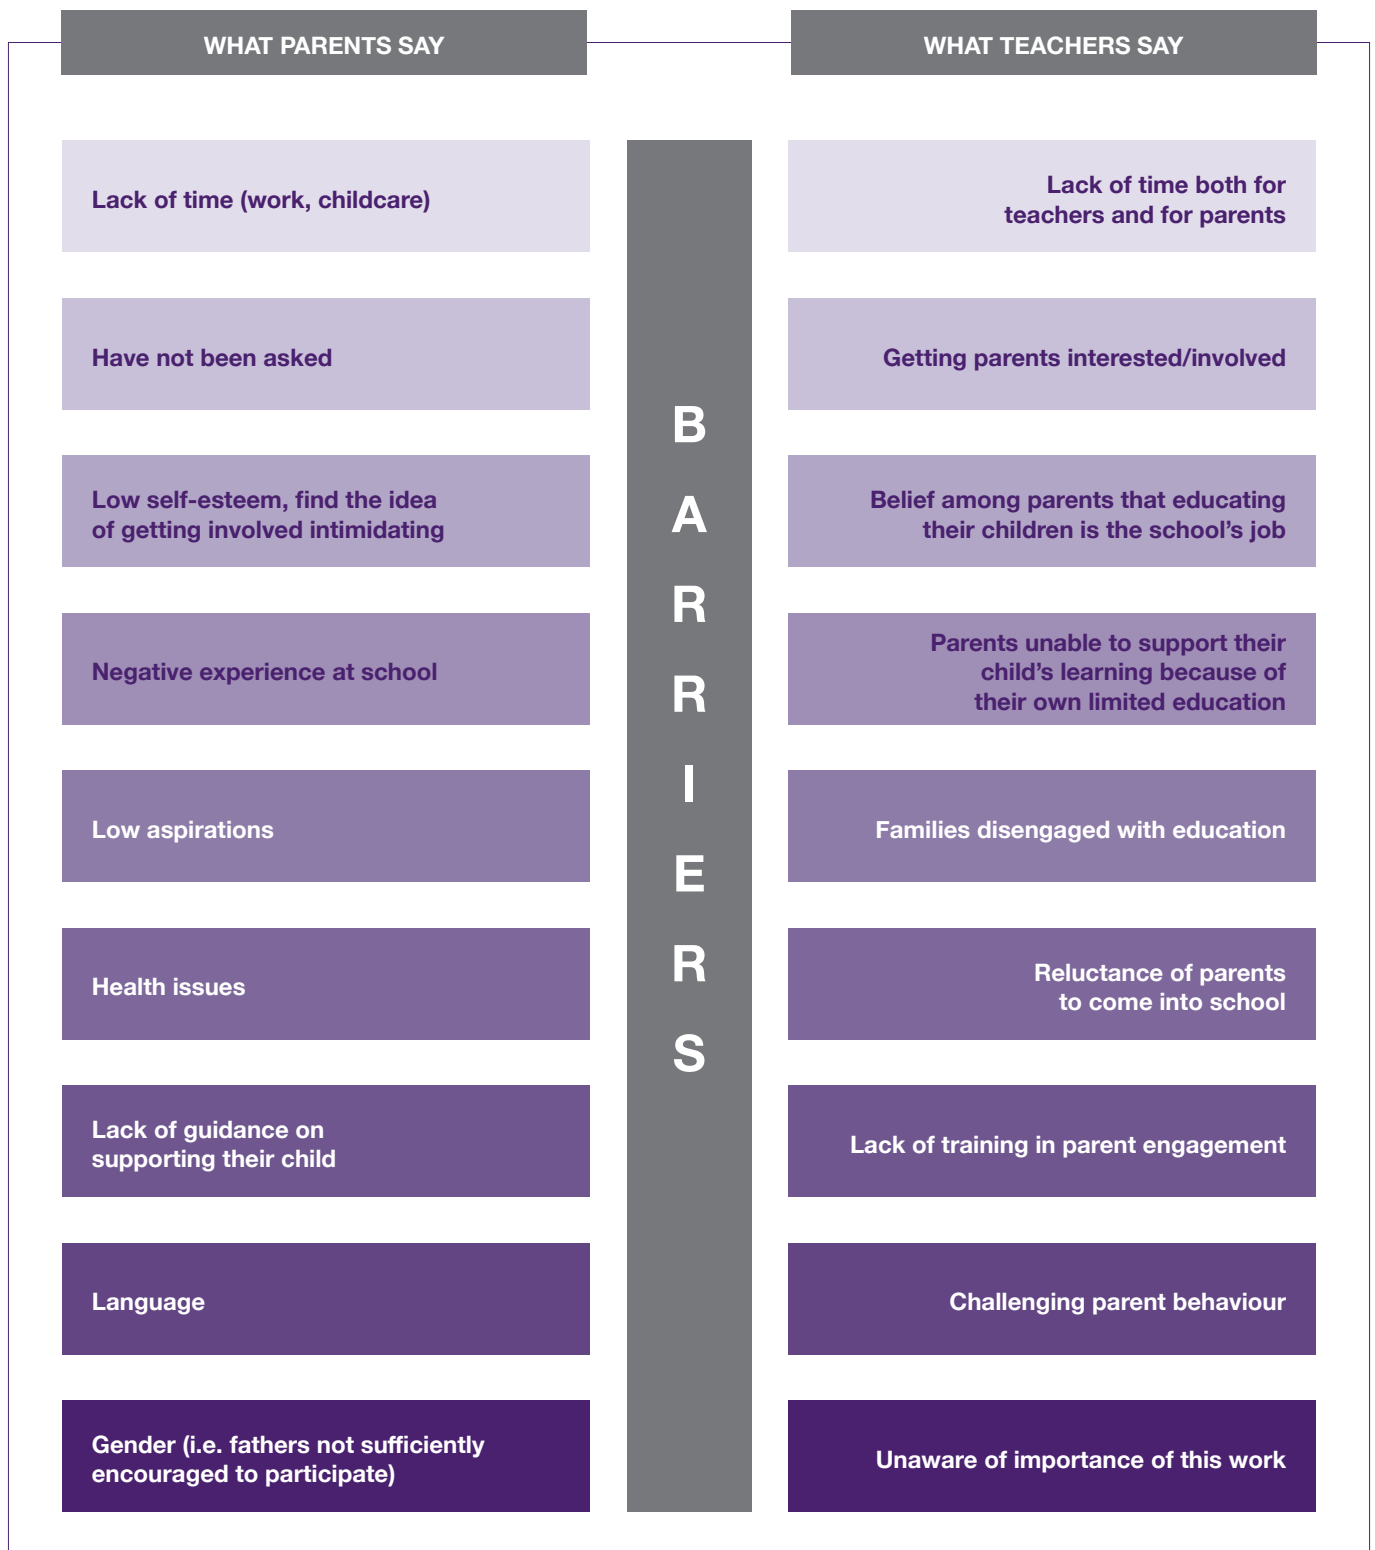 WHAT PARENTS SAY
Lack of time (work, childcare)
Have not been asked
Low self-esteem, find the idea
of getting involved intimidating
Negative experience at school
Low aspirations
Health issues
Lack of guidance on
supporting their child
Language
Gender (i.e. fathers not sufficiently
encouraged to participate)
B
A
R
R
I
E
R
S
WHAT TEACHERS SAY
Lack of time both for
teachers and for parents
Getting parents interested/involved
Belief among parents that educating
their children is the school’s job
Parents unable to support their
child’s learning because of
their own limited education
Families disengaged with education
Reluctance of parents
to come into school
Lack of training in parent engagement
Challenging parent behaviour
Unaware of importance of this work